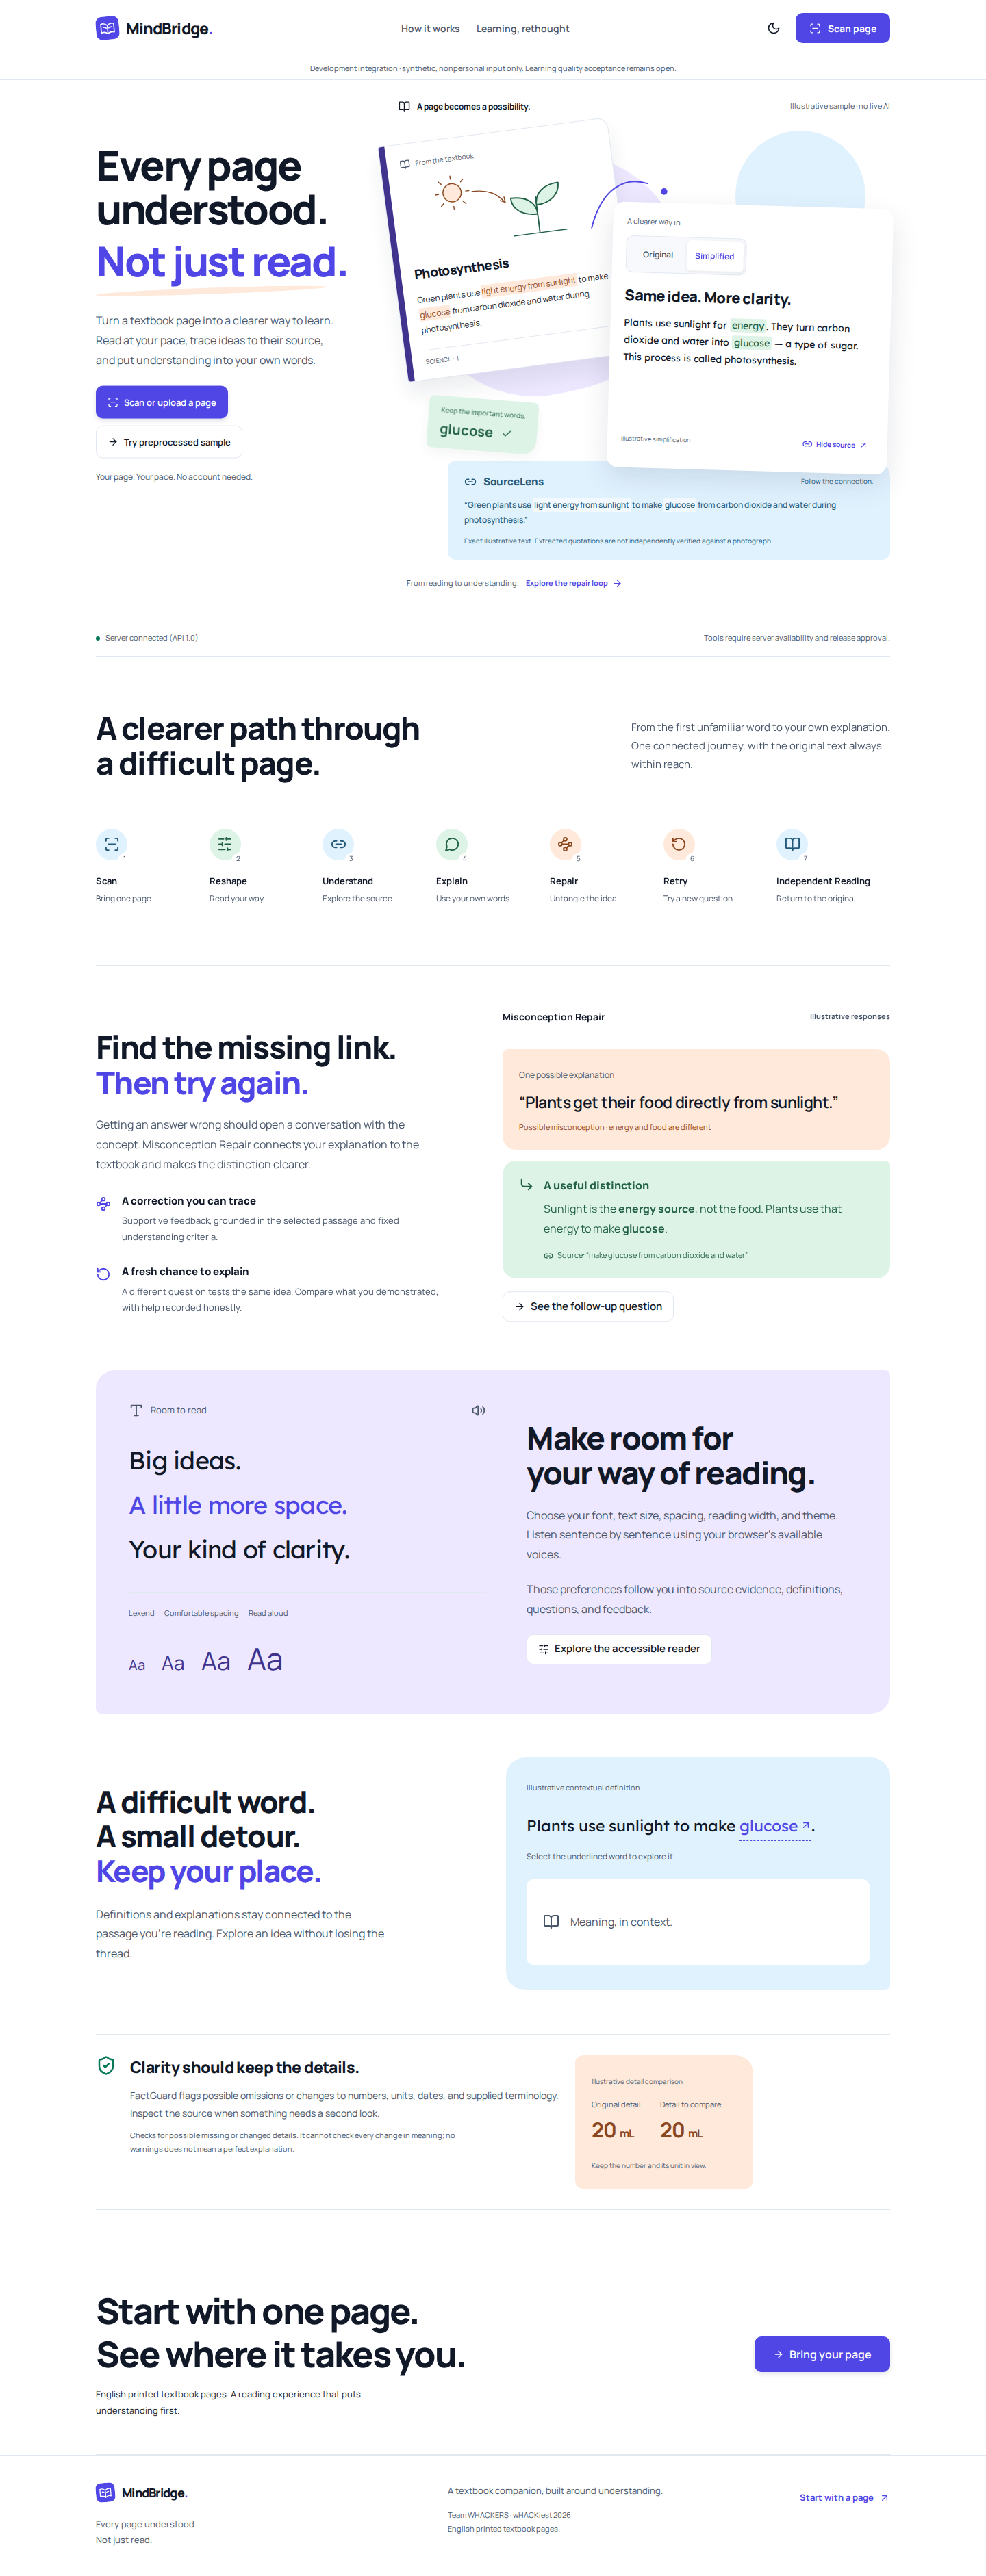 MindBridge.
How it works
Learning, rethought
Scan page
Development integration · synthetic, nonpersonal input only. Learning quality acceptance remains open.
A page becomes a possibility.
Illustrative sample · no live AI
Every page
understood.
Not just read.
Turn a textbook page into a clearer way to learn.
Read at your pace, trace ideas to their source,
and put understanding into your own words.
Scan or upload a page
Try preprocessed sample
Your page. Your pace. No account needed.
From the textbook
Photosynthesis
Green plants use light energy from sunlight to make
glucose from carbon dioxide and water during
photosynthesis.
SCIENCE · 1
A clearer way in
Original
Simplified
Same idea. More clarity.
Plants use sunlight for energy. They turn carbon
dioxide and water into glucose — a type of sugar.
This process is called photosynthesis.
Illustrative simplification
Hide source
Keep the important words.
glucose
SourceLens
Follow the connection.
"Green plants use light energy from sunlight to make glucose from carbon dioxide and water during
photosynthesis."
Exact illustrative text. Extracted quotations are not independently verified against a photograph.
From reading to understanding.
Explore the repair loop
Server connected (API 1.0)
Tools require server availability and release approval.
A clearer path through
a difficult page.
From the first unfamiliar word to your own explanation.
One connected journey, with the original text always
within reach.
1
2
3
4
5
6
7
Scan
Reshape
Understand
Explain
Repair
Retry
Independent Reading
Bring one page
Read your way
Explore the source
Use your own words
Untangle the idea
Try a new question
Return to the original
Find the missing link.
Then try again.
Getting an answer wrong should open a conversation with the
concept. Misconception Repair connects your explanation to the
textbook and makes the distinction clearer.
A correction you can trace
Supportive feedback, grounded in the selected passage and fixed
understanding criteria.
A fresh chance to explain
A different question tests the same idea. Compare what you demonstrated,
with help recorded honestly.
Misconception Repair
Illustrative responses
One possible explanation
“Plants get their food directly from sunlight.”
Possible misconception · energy and food are different
A useful distinction
Sunlight is the energy source, not the food. Plants use that
energy to make glucose.
Source: “make glucose from carbon dioxide and water”
See the follow-up question
Room to read
Big ideas.
A little more space.
Your kind of clarity.
Lexend
Comfortable spacing
Read aloud
Aa Aa Aa Aa
Make room for
your way of reading.
Choose your font, text size, spacing, reading width, and theme.
Listen sentence by sentence using your browser's available
voices.
Those preferences follow you into source evidence, definitions,
questions, and feedback.
Explore the accessible reader
A difficult word.
A small detour.
Keep your place.
Definitions and explanations stay connected to the
passage you're reading. Explore an idea without losing the
thread.
Illustrative contextual definition
Plants use sunlight to make glucose.
Select the underlined word to explore it.
Meaning, in context.
Clarity should keep the details.
FactGuard flags possible omissions or changes to numbers, units, dates, and supplied terminology.
Inspect the source when something needs a second look.
Checks for possible missing or changed details. It cannot check every change in meaning; no
warnings does not mean a perfect explanation.
Illustrative detail comparison
Original detail
Detail to compare
20 mL
20 mL
Keep the number and its unit in view.
Start with one page.
See where it takes you.
English printed textbook pages. A reading experience that puts
understanding first.
Bring your page
MindBridge.
Every page understood.
Not just read.
A textbook companion, built around understanding.
Team WHACKERS · wHACKiest 2026
English printed textbook pages.
Start with a page